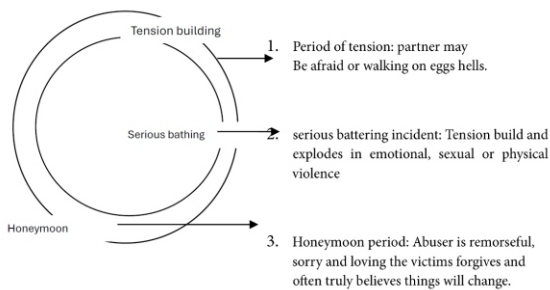 Tension building
1. Period of tension: partner may
Be afraid or walking on eggs hells.
Serious bathing
2. serious battering incident: Tension build and
explodes in emotional, sexual or physical
violence
Honeymoon
3. Honeymoon period: Abuser is remorseful,
sorry and loving the victims forgives and
often truly believes things will change.